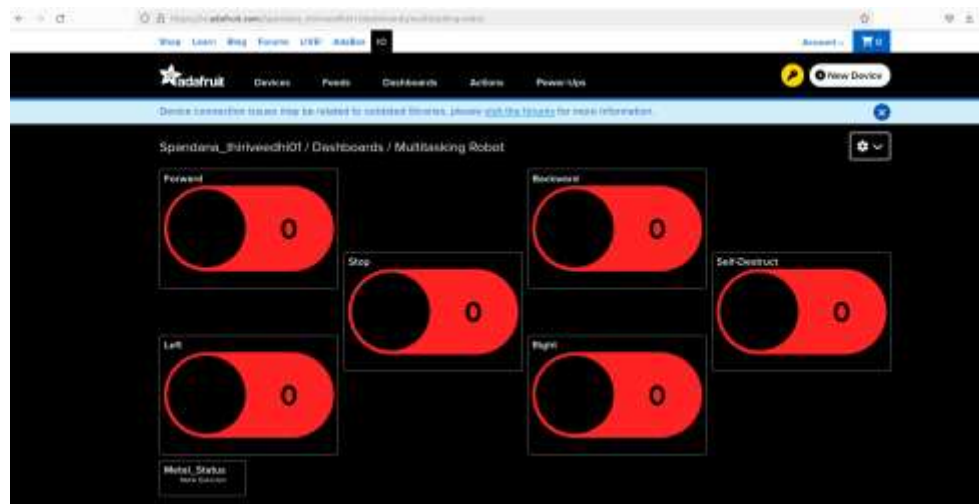 Shop Learn Blog Forums LIVE! AdaBox IO
Account
0
adafruit Devices Feeds Dashboards Actions Power-Ups
New Device
Device connection issues may be related to outdated libraries, please visit the forums for more information.
Spandana_thiriveedhi01 / Dashboards / Multitasking Robot
Forward
0
Backward
0
Stop
0
Self-Destruct
0
Left
0
Right
0
Metal_Status